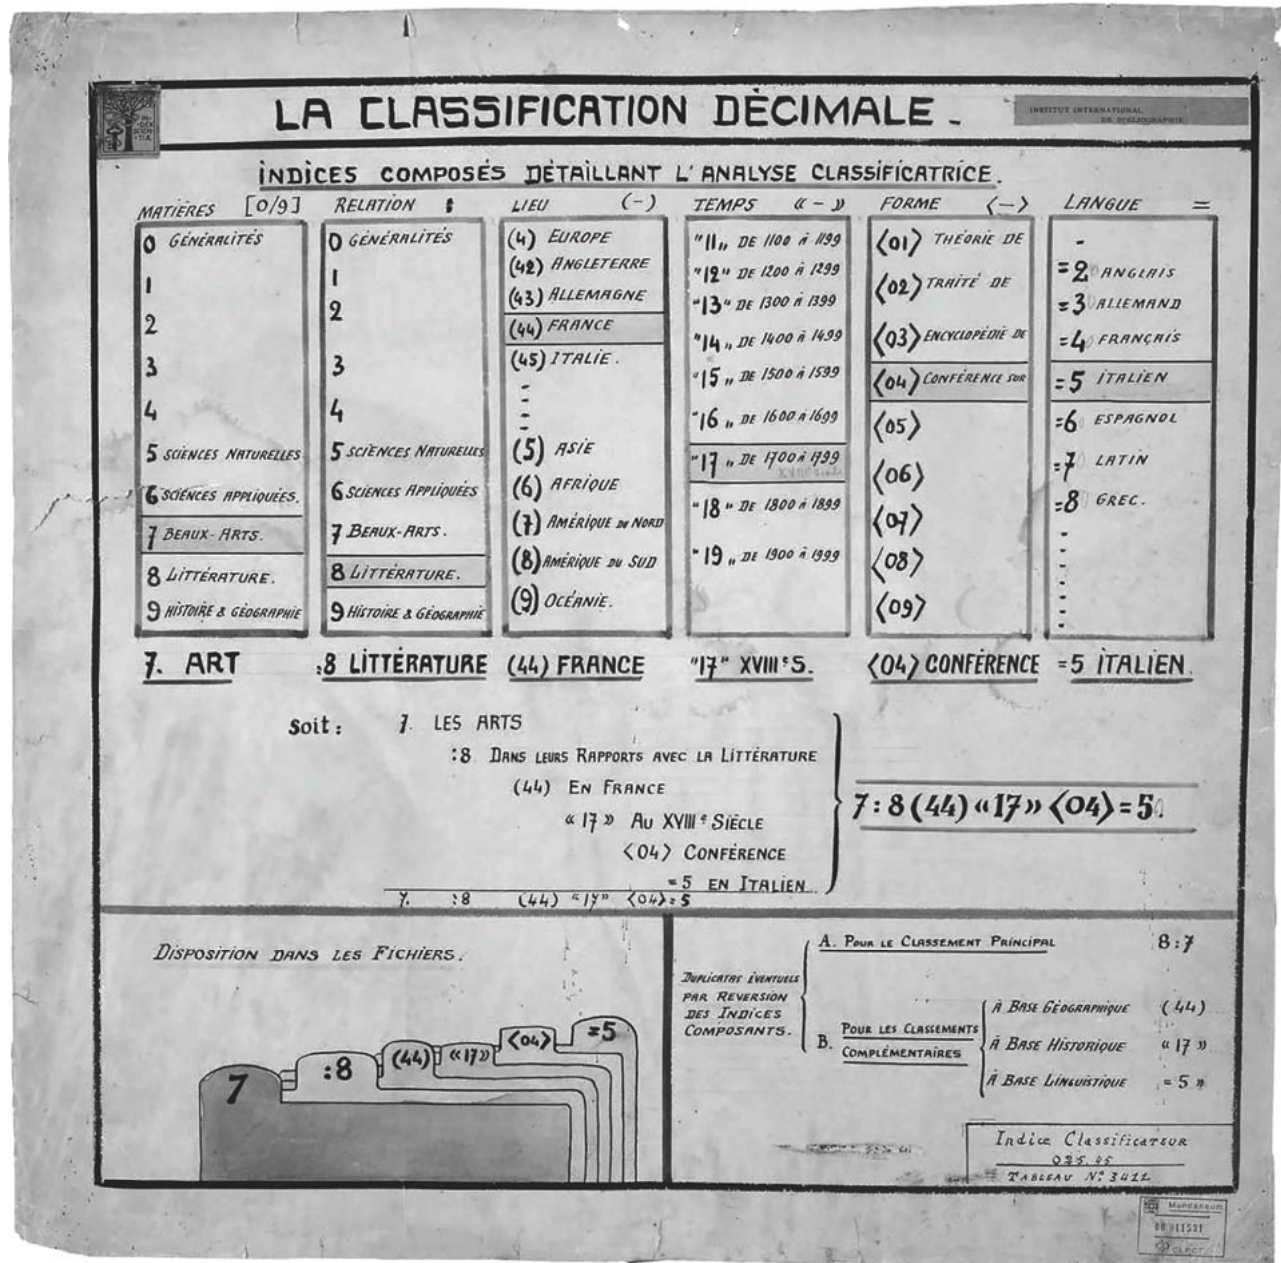 LA CLASSIFICATION DÈCIMALE.
INSTITUT INTERNATIONAL
DE BIBLIOGRAPHIE
INDICES COMPOSÉS DÉTAILLANT L'ANALYSE CLASSIFICATRICE.
MATIÈRES [0/9]
0 GÉNÉRALITÉS
1
2
3
4
5 SCIENCES NATURELLES
6 SCIENCES APPLIQUÉES.
7 BEAUX-ARTS.
8 LITTÉRATURE.
9 HISTOIRE & GÉOGRAPHIE
7. ART
RELATION :
0 GÉNÉRALITÉS
1
2
3
4
5 SCIENCES NATURELLES
6 SCIENCES APPLIQUÉES
7 BEAUX-ARTS.
8 LITTÉRATURE.
9 HISTOIRE & GÉOGRAPHIE
:8 LITTÉRATURE
LIEU (-)
(4) EUROPE
(42) ANGLETERRE
(43) ALLEMAGNE
(44) FRANCE
(45) ITALIE.
-
-
-
(5) ASIE
(6) AFRIQUE
(7) AMÉRIQUE DU NORD
(8) AMÉRIQUE DU SUD
(9) OCÉANIE.
(44) FRANCE
TEMPS «-»
"11„ DE 1100 à 1199
"12" DE 1200 à 1299
"13" DE 1300 à 1399
"14„ DE 1400 à 1499
"15„ DE 1500 à 1599
"16„ DE 1600 à 1699
"17„ DE 1700 à 1799
"18" DE 1800 à 1899
"19„ DE 1900 à 1999
"17" XVIIIᵉ S.
FORME <->
<01> THÉORIE DE
<02> TRAITÉ DE
<03> ENCYCLOPÉDIE DE
<04> CONFÉRENCE SUR
<05>
<06>
<07>
<08>
<09>
<04> CONFÉRENCE
LANGUE =
-
=2 ANGLAIS
=3 ALLEMAND
=4 FRANÇAIS
=5 ITALIEN
=6 ESPAGNOL
=7 LATIN
=8 GREC.
-
-
-
-
=5 ITALIEN.
Soit: 7. LES ARTS
:8 DANS LEURS RAPPORTS AVEC LA LITTÉRATURE
(44) EN FRANCE
«17» AU XVIIIᵉ SIÈCLE
<04> CONFÉRENCE
=5 EN ITALIEN
7. :8 (44) "17" <04>=5
7:8(44)«17»<04>=5.
DISPOSITION DANS LES FICHIERS.
7
:8
(44)
«17»
<04>
=5
DUPLICATAS ÉVENTUELS
PAR REVERSION
DES INDICES
COMPOSANTS.
A. POUR LE CLASSEMENT PRINCIPAL 8:7
B. POUR LES CLASSEMENTS
COMPLÉMENTAIRES
À BASE GÉOGRAPHIQUE (44)
À BASE HISTORIQUE «17»
À BASE LINGUISTIQUE =5»
Indice Classificateur
025.45
TABLEAU N° 3411
Mundaneum